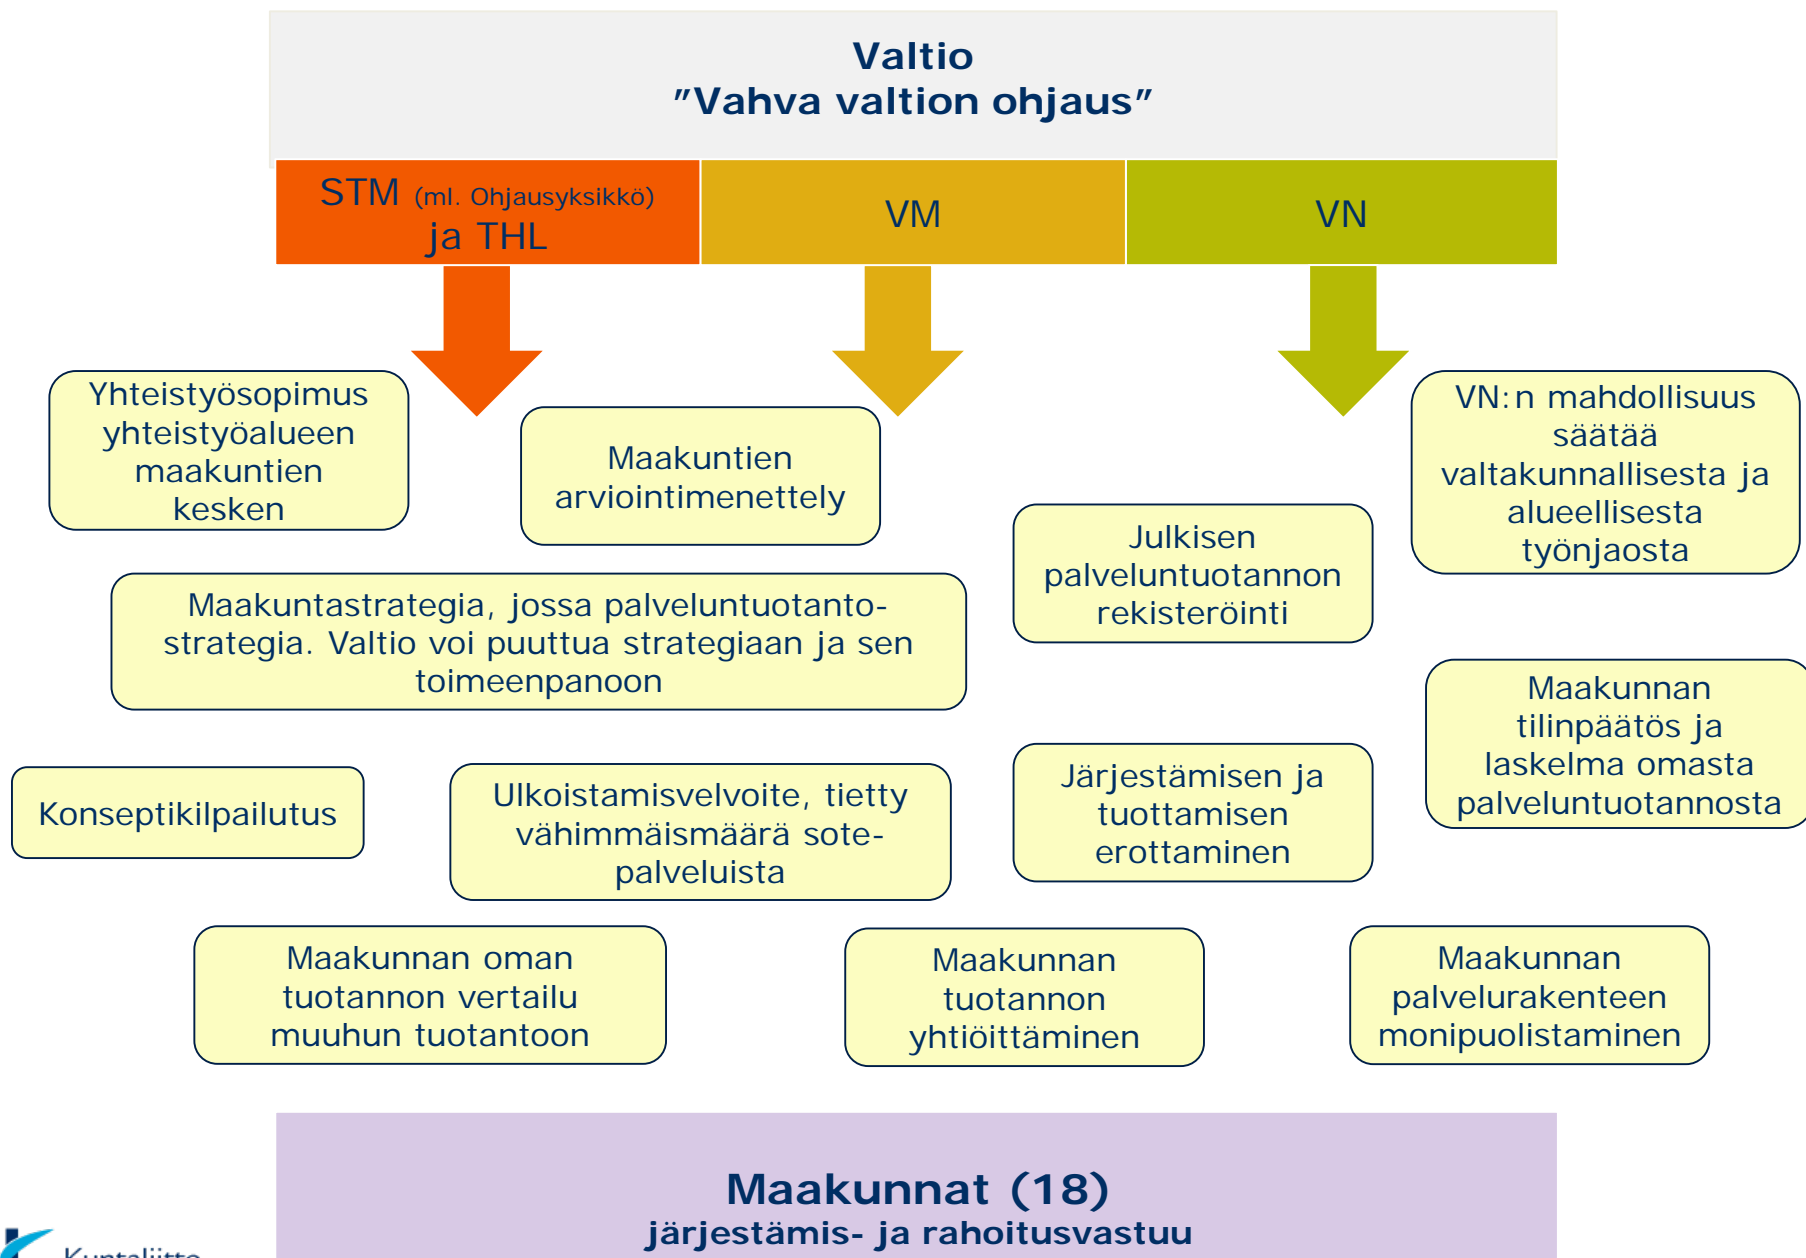 Valtio
”Vahva valtion ohjaus”
STM (ml. Ohjausyksikkö)
ja THL
VM
VN
Yhteistyösopimus
yhteistyöalueen
maakuntien
kesken
Maakuntien
arviointimenettely
VN:n mahdollisuus
säätää
valtakunnallisesta ja
alueellisesta
työnjaosta
Julkisen
palveluntuotannon
rekisteröinti
Maakuntastrategia, jossa palveluntuotanto-
strategia. Valtio voi puuttua strategiaan ja sen
toimeenpanoon
Maakunnan
tilinpäätös ja
laskelma omasta
palveluntuotannosta
Konseptikilpailutus
Ulkoistamisvelvoite, tietty
vähimmäismäärä sote-
palveluista
Järjestämisen ja
tuottamisen
erottaminen
Maakunnan oman
tuotannon vertailu
muuhun tuotantoon
Maakunnan
tuotannon
yhtiöittäminen
Maakunnan
palvelurakenteen
monipuolistaminen
Maakunnat (18)
järjestämis- ja rahoitusvastuu
Kuntaliitto